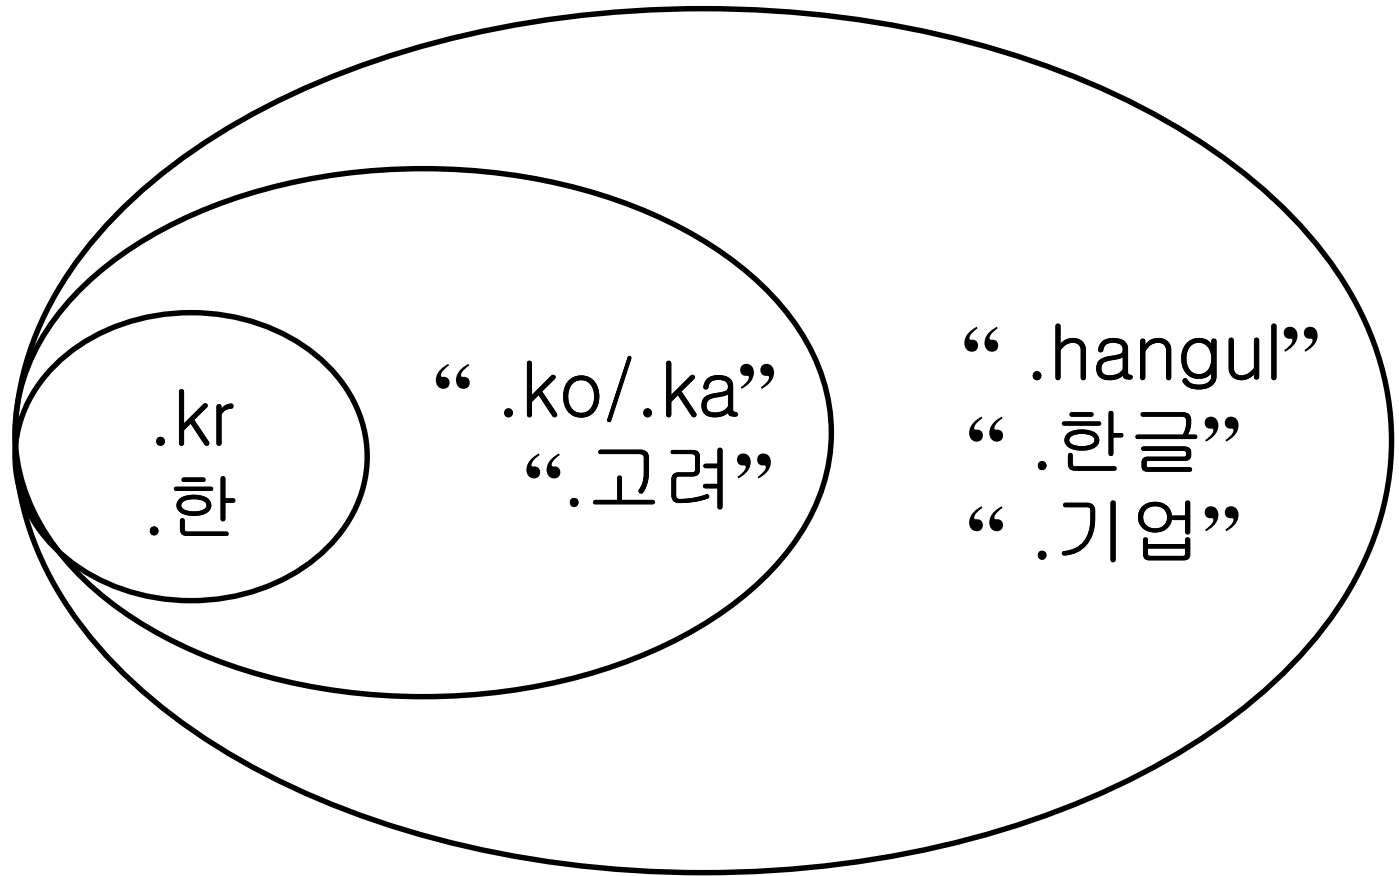 .kr
.한
“ .ko/.ka”
“.고려”
“ .hangul”
“ .한글”
“ .기업”